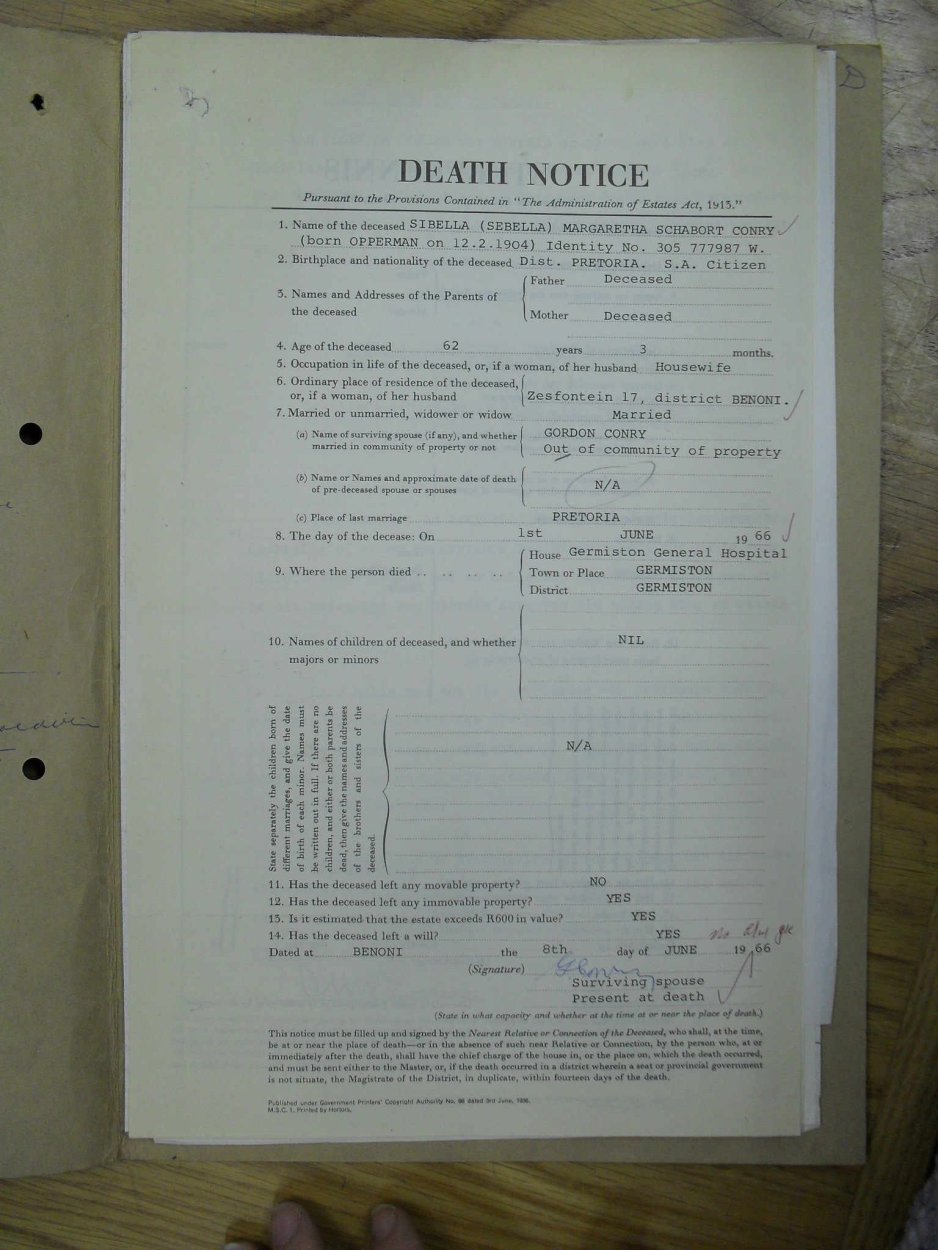 DEATH NOTICE
Pursuant to the Provisions Contained in "The Administration of Estates Act, 1913."
1. Name of the deceased SIBELLA (SEBELLA) MARGARETHA SCHABORT CONRY
(born OPPERMAN on 12.2.1904) Identity No. 305 777987 W.
2. Birthplace and nationality of the deceased Dist. PRETORIA. S.A. Citizen
3. Names and Addresses of the Parents of the deceased
Father Deceased
Mother Deceased
4. Age of the deceased 62 years 3 months.
5. Occupation in life of the deceased, or, if a woman, of her husband Housewife
6. Ordinary place of residence of the deceased,
or, if a woman, of her husband Zesfontein 17, district BENONI.
7. Married or unmarried, widower or widow Married
(a) Name of surviving spouse (if any), and whether GORDON CONRY
married in community of property or not Out of community of property
(b) Name or Names and approximate date of death
of pre-deceased spouse or spouses N/A
(c) Place of last marriage PRETORIA
8. The day of the decease: On 1st JUNE 19 66
House Germiston General Hospital
9. Where the person died .. .. .. .. Town or Place GERMISTON
District GERMISTON
10. Names of children of deceased, and whether NIL
majors or minors
State separately the children born of
different marriages, and give the date
of birth of each minor. Names must
be written out in full. If there are no
children, and either or both parents be
dead, then give the names and addresses
of the brothers and sisters of the
deceased.
N/A
11. Has the deceased left any movable property? NO
12. Has the deceased left any immovable property? YES
13. Is it estimated that the estate exceeds R600 in value? YES
14. Has the deceased left a will? YES
Dated at BENONI the 8th day of JUNE 19 66
(Signature) GConry
Surviving spouse
Present at death
(State in what capacity and whether at the time at or near the place of death.)
This notice must be filled up and signed by the Nearest Relative or Connection of the Deceased, who shall, at the time,
be at or near the place of death—or in the absence of such near Relative or Connection, by the person who, at or
immediately after the death, shall have the chief charge of the house in, or the place on, which the death occurred,
and must be sent either to the Master, or, if the death occurred in a district wherein a seat or provincial government
is not situate, the Magistrate of the District, in duplicate, within fourteen days of the death.
Published under Government Printers' Copyright Authority No. 66 dated 3rd June, 1936.
M.S.C. 1. Printed by Hortors.